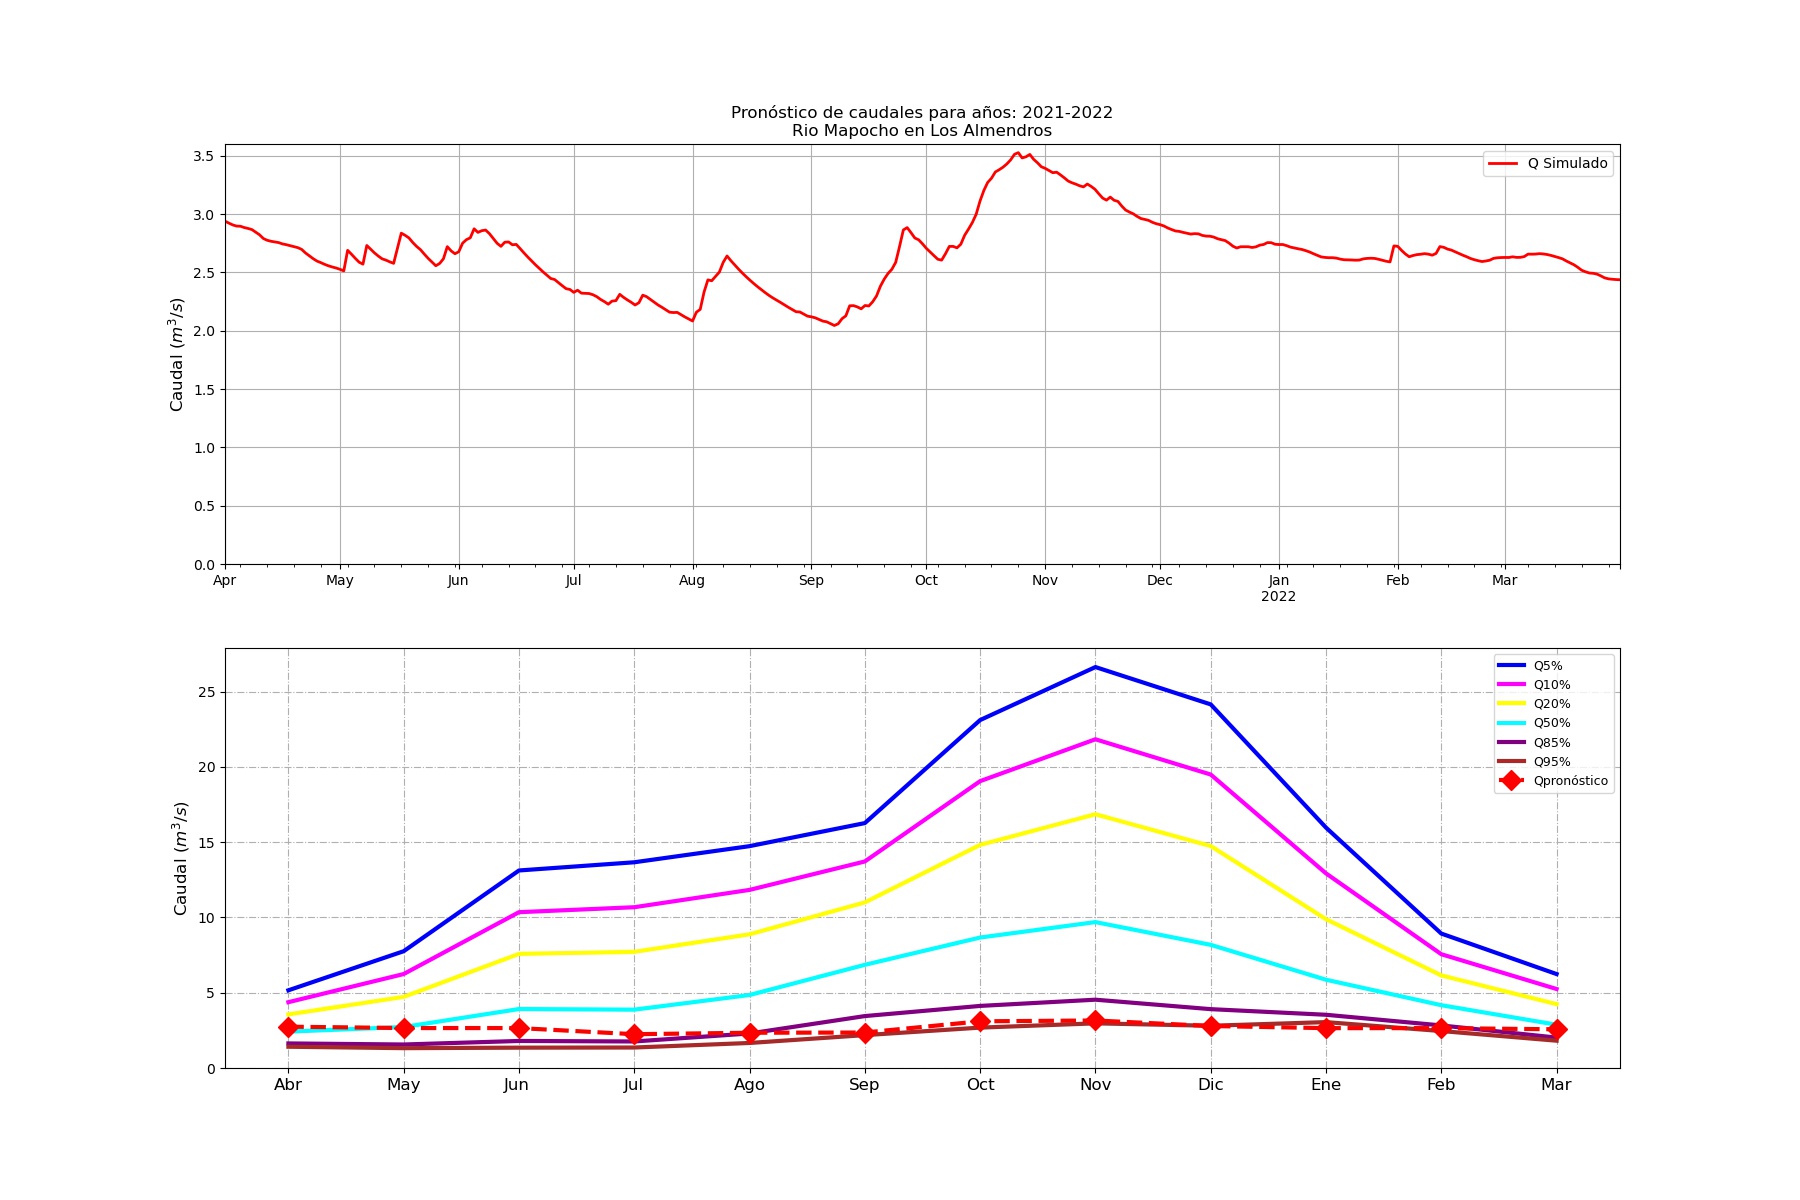 Pronóstico de caudales para años: 2021-2022
Rio Mapocho en Los Almendros
Q Simulado
Caudal (m³/s)
3.5
3.0
2.5
2.0
1.5
1.0
0.5
0.0
Apr May Jun Jul Aug Sep Oct Nov Dec Jan Feb Mar
2022
Q5%
Q10%
Q20%
Q50%
Q85%
Q95%
Qpronóstico
Caudal (m³/s)
25
20
15
10
5
0
Abr May Jun Jul Ago Sep Oct Nov Dic Ene Feb Mar